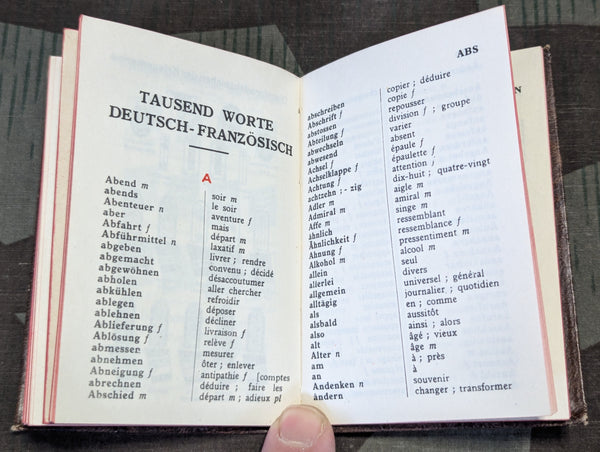 TAUSEND WORTE
DEUTSCH-FRANZÖSISCH
A
Abend m soir m
abends le soir
Abenteuer n aventure f
aber mais
Abfahrt f départ m
Abführmittel n laxatif m
abgeben livrer ; rendre
abgemacht convenu ; décidé
abgewöhnen désaccoutumer
abholen aller chercher
abkühlen refroidir
ablegen déposer
ablehnen décliner
Ablieferung f livraison f
Ablösung f relève f
abmesser mesurer
abnehmen ôter ; enlever
Abneigung f antipathie f [comptes
abrechnen déduire ; faire les
Abschied m départ m ; adieux pl
ABS
abschreiben copier ; déduire
Abschrift f copie f
abstossen repousser
Abteilung f division f ; groupe
abwechseln varier
abwesend absent
Achsel f épaule f
Achselklappe f épaulette f
Achtung f attention f
achtzehn ; - zig dix-huit ; quatre-vingt
Adler m aigle m
Admiral m amiral m
Affe m singe m
ähnlich ressemblant
Ähnlichkeit f ressemblance f
Ahnung f pressentiment m
Alkohol m alcool m
allein seul
allerlei divers
allgemein universel ; général
alltägig journalier ; quotidien
als en ; comme
alsbald aussitôt
also ainsi ; alors
alt âgé ; vieux
Alter n âge m
am à ; près
an à
Andenken n souvenir
ändern changer ; transformer
N